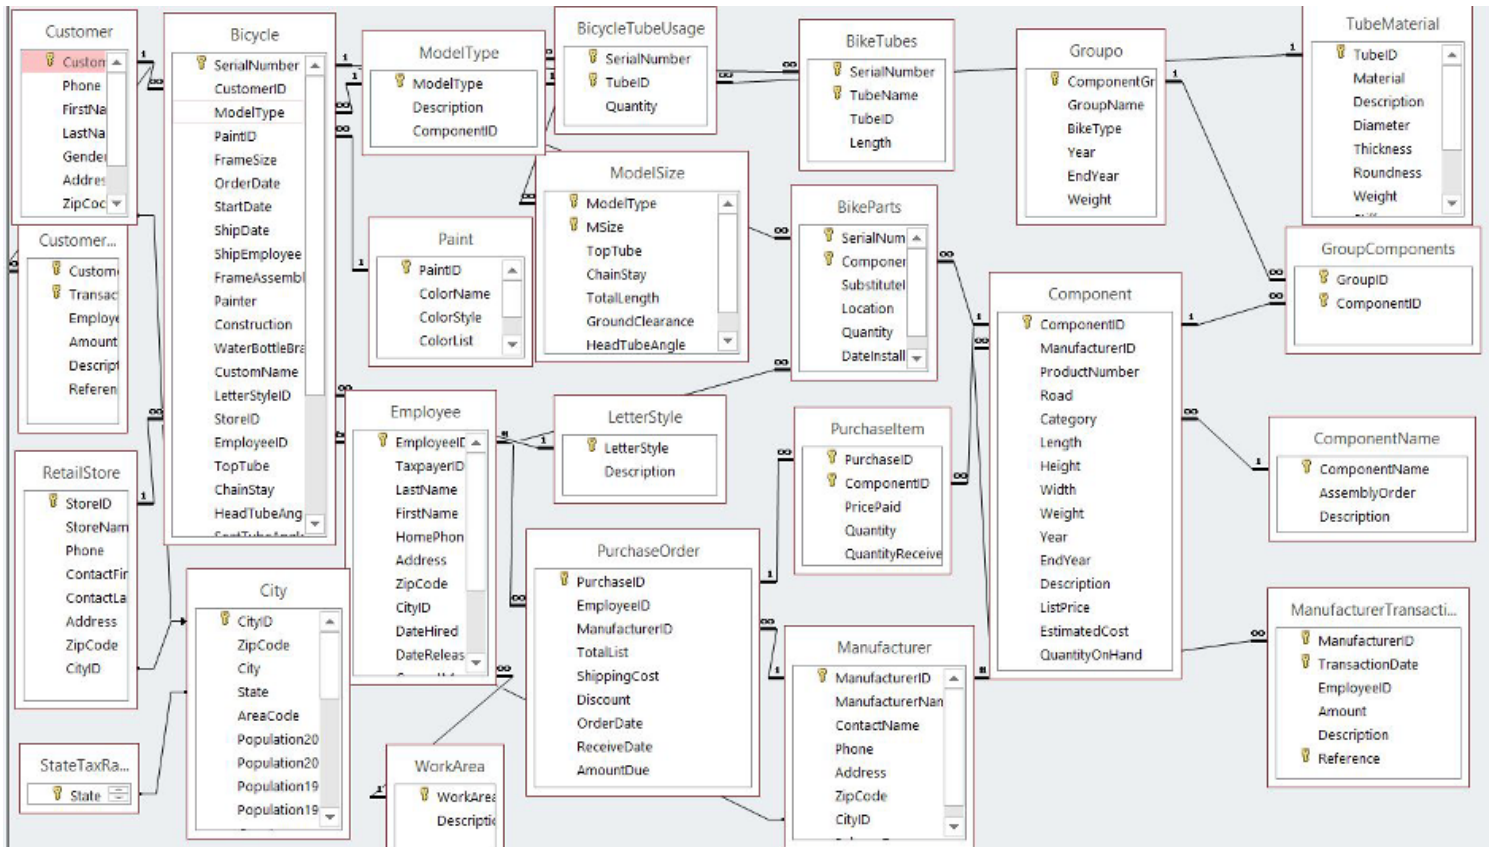 Customer
Custom
Phone
FirstNa
LastNa
Gender
Addres
ZipCoc
Customer...
Custome
Transac
Employe
Amount
Descript
Referen
RetailStore
StoreID
StoreNam
Phone
ContactFir
ContactLa
Address
ZipCode
CityID
StateTaxRa...
State
Bicycle
SerialNumber
CustomerID
ModelType
PaintID
FrameSize
OrderDate
StartDate
ShipDate
ShipEmployee
FrameAssembl
Painter
Construction
WaterBottleBra
CustomName
LetterStyleID
StoreID
EmployeeID
TopTube
ChainStay
HeadTubeAng
City
CityID
ZipCode
City
State
AreaCode
Population20
Population20
Population19
Population19
ModelType
ModelType
Description
ComponentID
Paint
PaintID
ColorName
ColorStyle
ColorList
Employee
EmployeeID
TaxpayerID
LastName
FirstName
HomePhon
Address
ZipCode
CityID
DateHired
DateReleas
WorkArea
WorkArea
Descriptio
BicycleTubeUsage
SerialNumber
TubeID
Quantity
ModelSize
ModelType
MSize
TopTube
ChainStay
TotalLength
GroundClearance
HeadTubeAngle
LetterStyle
LetterStyle
Description
PurchaseOrder
PurchaseID
EmployeeID
ManufacturerID
TotalList
ShippingCost
Discount
OrderDate
ReceiveDate
AmountDue
BikeTubes
SerialNumber
TubeName
TubeID
Length
BikeParts
SerialNum
Componer
SubstituteI
Location
Quantity
DateInstall
PurchaseItem
PurchaseID
ComponentID
PricePaid
Quantity
QuantityReceive
Manufacturer
ManufacturerID
ManufacturerNan
ContactName
Phone
Address
ZipCode
CityID
Groupo
ComponentGr
GroupName
BikeType
Year
EndYear
Weight
Component
ComponentID
ManufacturerID
ProductNumber
Road
Category
Length
Height
Width
Weight
Year
EndYear
Description
ListPrice
EstimatedCost
QuantityOnHand
TubeMaterial
TubeID
Material
Description
Diameter
Thickness
Roundness
Weight
GroupComponents
GroupID
ComponentID
ComponentName
ComponentName
AssemblyOrder
Description
ManufacturerTransacti...
ManufacturerID
TransactionDate
EmployeeID
Amount
Description
Reference